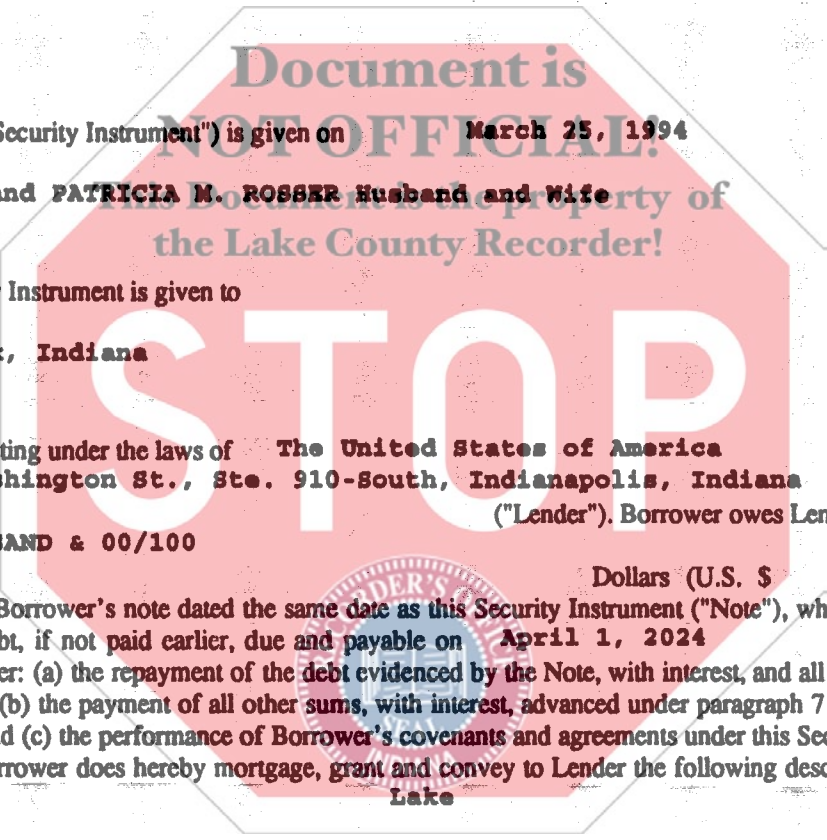 Document is
NOT OFFICIAL!
Security Instrument") is given on March 25, 1994
and PATRICIA M. ROSSER Husband and Wife
This Document is the property of
the Lake County Recorder!
Instrument is given to
, Indiana
STOP
ting under the laws of The United States of America
shington St., Ste. 910-South, Indianapolis, Indiana
("Lender"). Borrower owes Len
SAND & 00/100
Dollars (U.S. $
Borrower's note dated the same date as this Security Instrument ("Note"), wh
bt, if not paid earlier, due and payable on April 1, 2024
er: (a) the repayment of the debt evidenced by the Note, with interest, and all
(b) the payment of all other sums, with interest, advanced under paragraph 7
d (c) the performance of Borrower's covenants and agreements under this Sec
rrower does hereby mortgage, grant and convey to Lender the following desc
Lake
RDER'S
SEAL